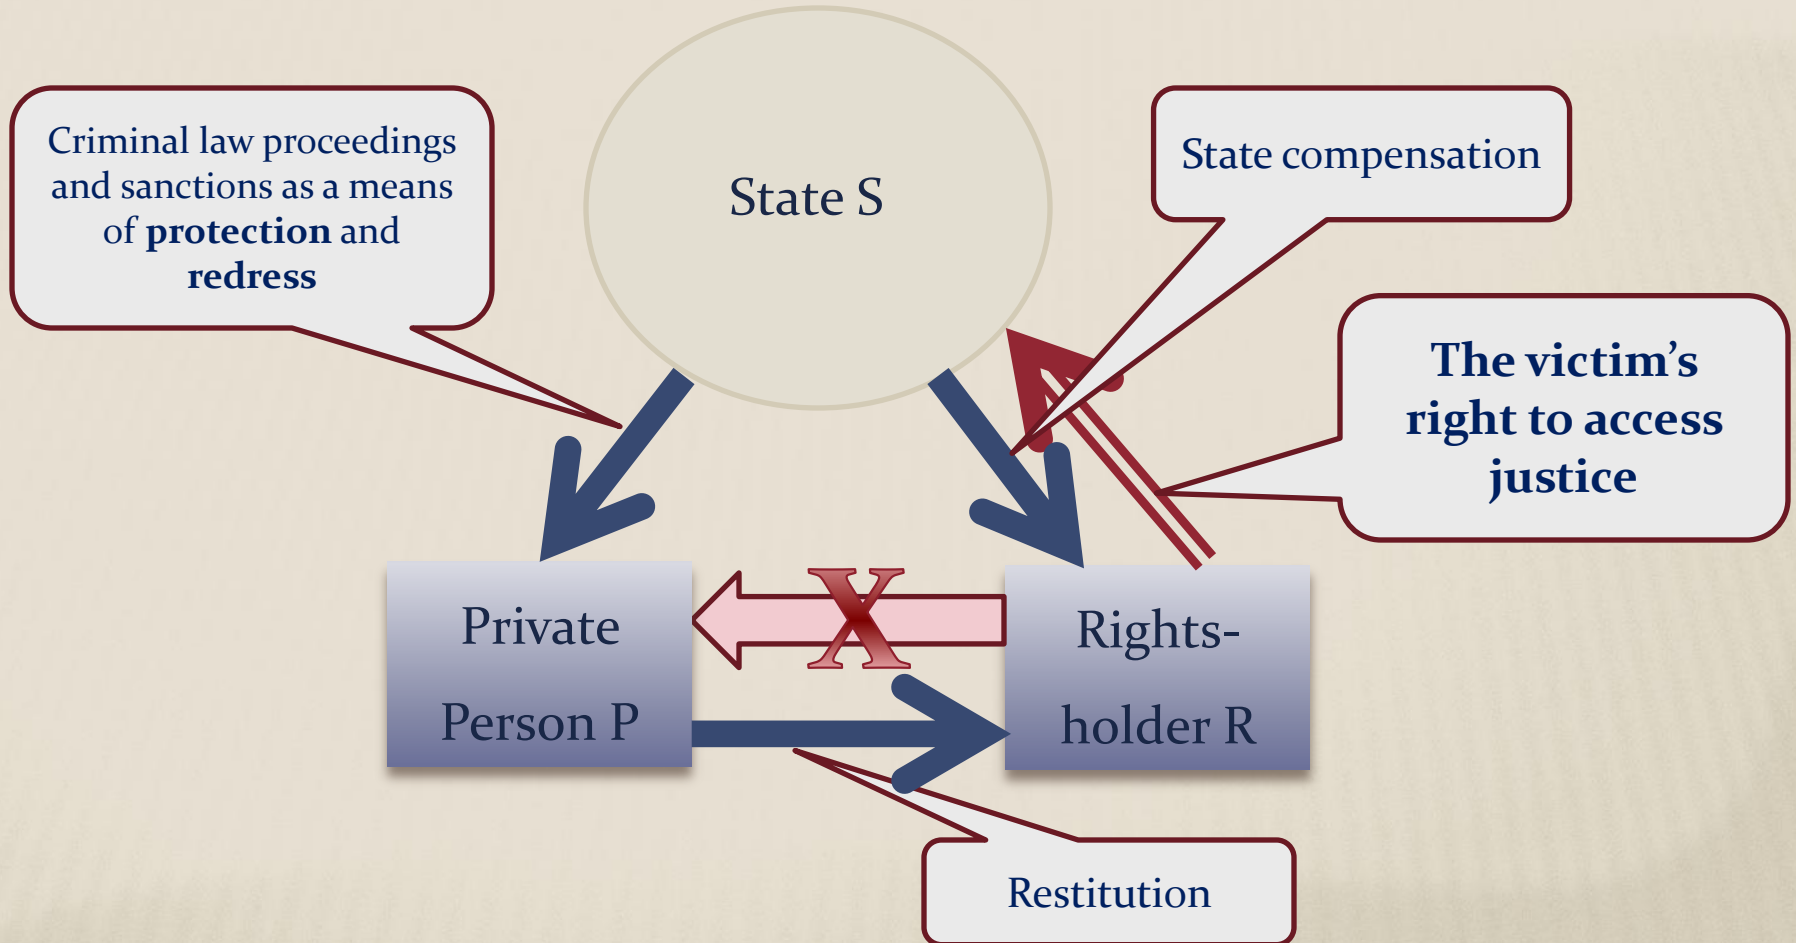 Criminal law proceedings
and sanctions as a means
of protection and
redress
State S
State compensation
The victim’s
right to access
justice
Private
Person P
X
Rights-
holder R
Restitution